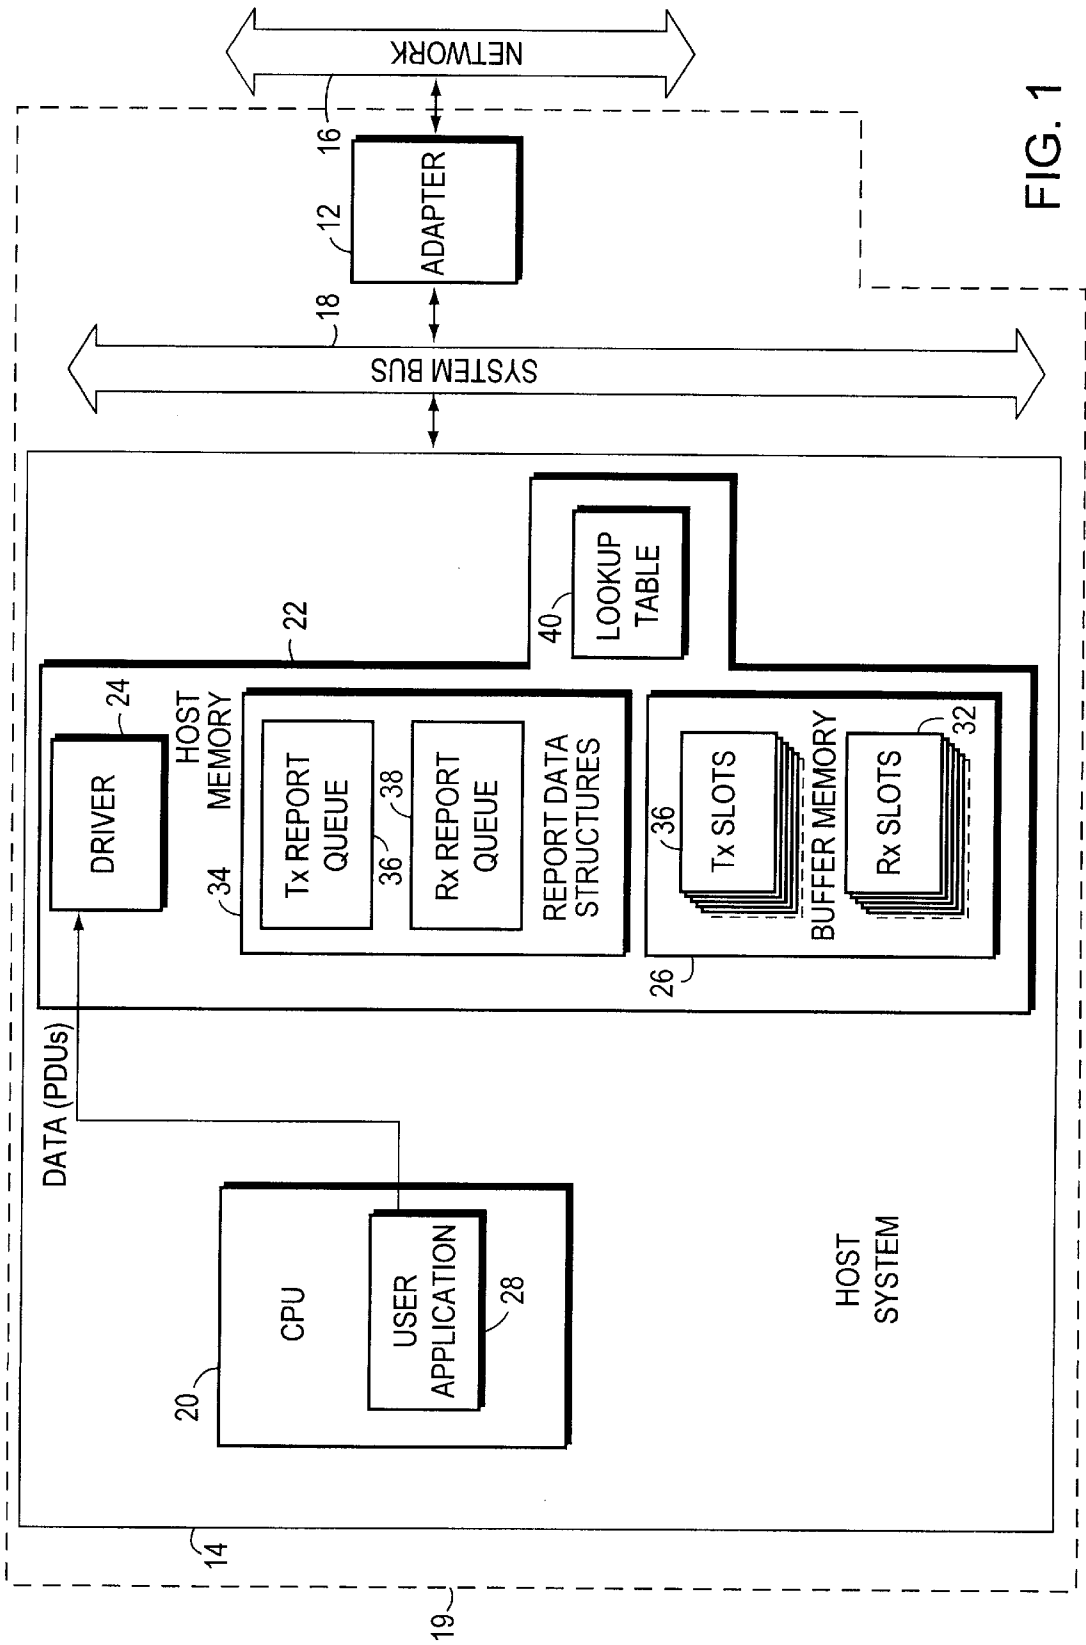 19
14
20
CPU
USER
APPLICATION
28
DATA (PDUs)
HOST
SYSTEM
DRIVER
24
HOST
MEMORY
22
34
Tx REPORT
QUEUE
36
38
Rx REPORT
QUEUE
REPORT DATA
STRUCTURES
26
36
Tx SLOTS
BUFFER MEMORY
Rx SLOTS
32
40
LOOKUP
TABLE
18
SYSTEM BUS
12
ADAPTER
16
NETWORK
FIG. 1